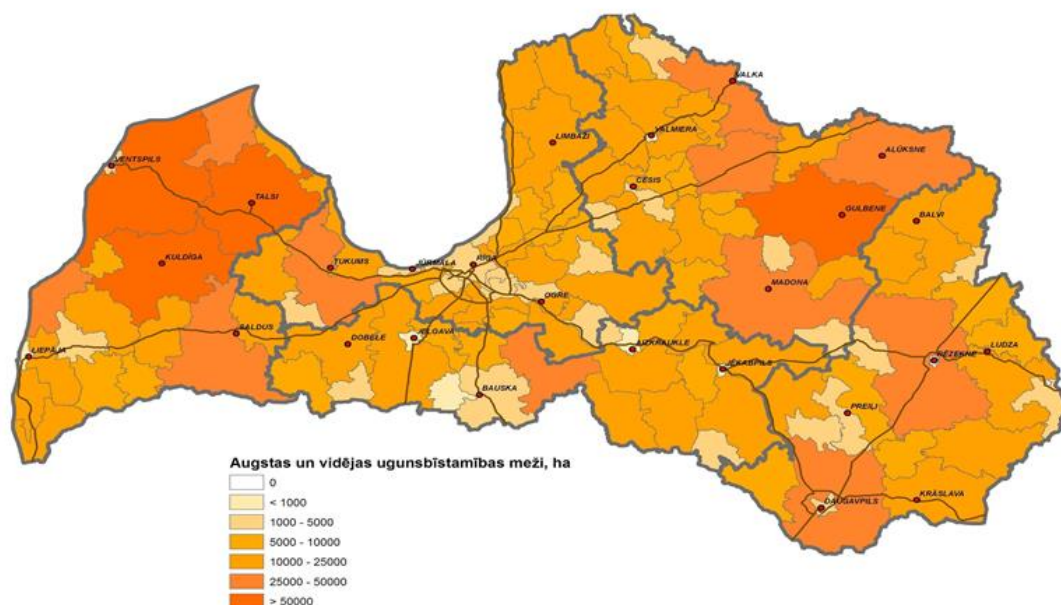 VALKA
VALMIERA
LIMBAŽI
ALŪKSNE
VENTSPILS
CĒSIS
TALSI
GULBENE
BALVI
KULDĪGA
TUKUMS
JŪRMALA
RĪGA
MADONA
OGRE
SALDUS
DOBELE
JELGAVA
AIZKRAUKLE
LIEPĀJA
JĒKABPILS
RĒZEKNE
LUDZA
BAUSKA
PREIĻI
DAUGAVPILS
KRĀSLAVA
Augstas un vidējas ugunsbīstamības meži, ha
0
< 1000
1000 - 5000
5000 - 10000
10000 - 25000
25000 - 50000
> 50000